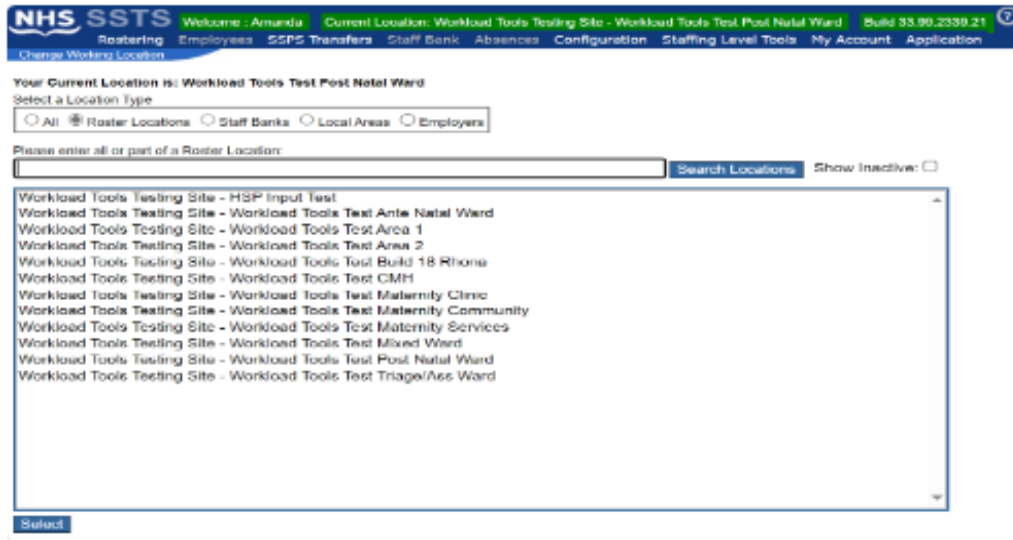 NHS SSTS Welcome : Amanda Current Location: Workload Tools Testing Site - Workload Tools Test Post Natal Ward Build 33.99.2339.21 ?
Rostering Employees SSPS Transfers Staff Bank Absences Configuration Staffing Level Tools My Account Application
Change Working Location
Your Current Location is: Workload Tools Test Post Natal Ward
Select a Location Type
All Roster Locations Staff Banks Local Areas Employers
Please enter all or part of a Roster Location:
Search Locations Show Inactive:
Workload Tools Testing Site - HSP Input Test
Workload Tools Testing Site - Workload Tools Test Ante Natal Ward
Workload Tools Testing Site - Workload Tools Test Area 1
Workload Tools Testing Site - Workload Tools Test Area 2
Workload Tools Testing Site - Workload Tools Test Build 18 Rhona
Workload Tools Testing Site - Workload Tools Test CMH
Workload Tools Testing Site - Workload Tools Test Maternity Clinic
Workload Tools Testing Site - Workload Tools Test Maternity Community
Workload Tools Testing Site - Workload Tools Test Maternity Services
Workload Tools Testing Site - Workload Tools Test Mixed Ward
Workload Tools Testing Site - Workload Tools Test Post Natal Ward
Workload Tools Testing Site - Workload Tools Test Triage/Ass Ward
Select